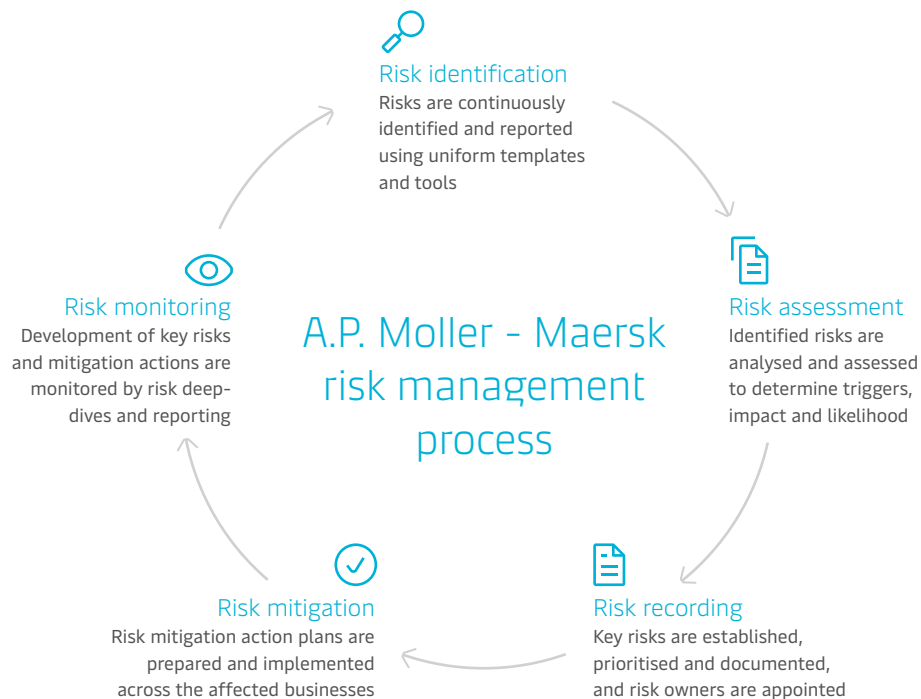 Risk identification
Risks are continuously
identified and reported
using uniform templates
and tools
Risk assessment
Identified risks are
analysed and assessed
to determine triggers,
impact and likelihood
Risk recording
Key risks are established,
prioritised and documented,
and risk owners are appointed
Risk mitigation
Risk mitigation action plans are
prepared and implemented
across the affected businesses
Risk monitoring
Development of key risks
and mitigation actions are
monitored by risk deep-
dives and reporting
A.P. Moller - Maersk
risk management
process